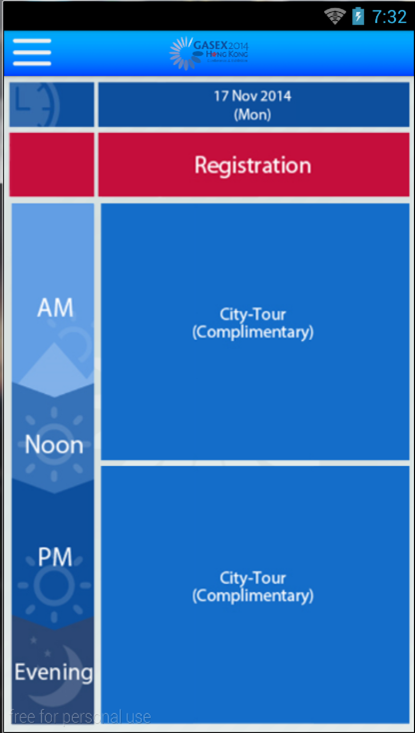 7:32
GASEX2014
HONG KONG
17 Nov 2014
(Mon)
Registration
AM
City-Tour
(Complimentary)
Noon
PM
City-Tour
(Complimentary)
Evening
free for personal use